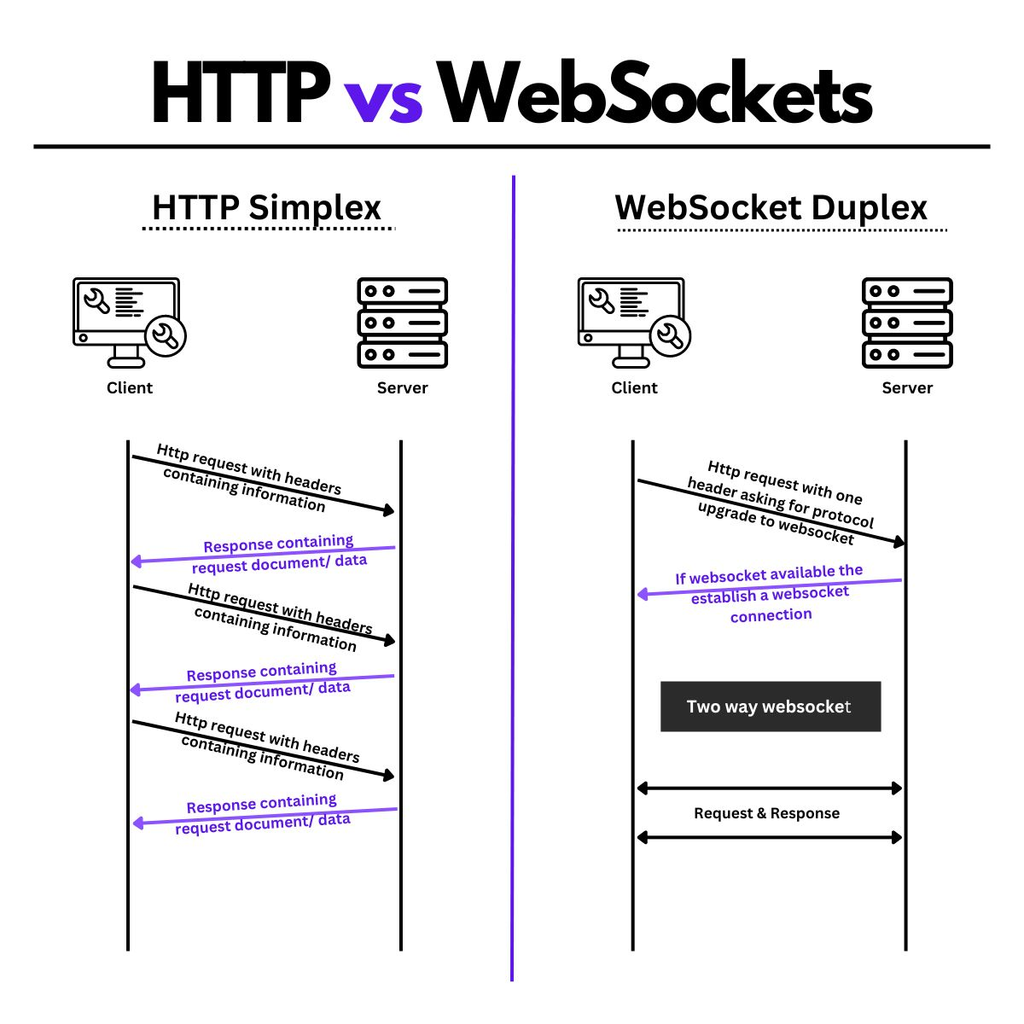 HTTP vs WebSockets
HTTP Simplex
Client
Server
Http request with headers
containing information
Response containing
request document/ data
Http request with headers
containing information
Response containing
request document/ data
Http request with headers
containing information
Response containing
request document/ data
WebSocket Duplex
Client
Server
Http request with one
header asking for protocol
upgrade to websocket
If websocket available the
establish a websocket
connection
Two way websocket
Request & Response